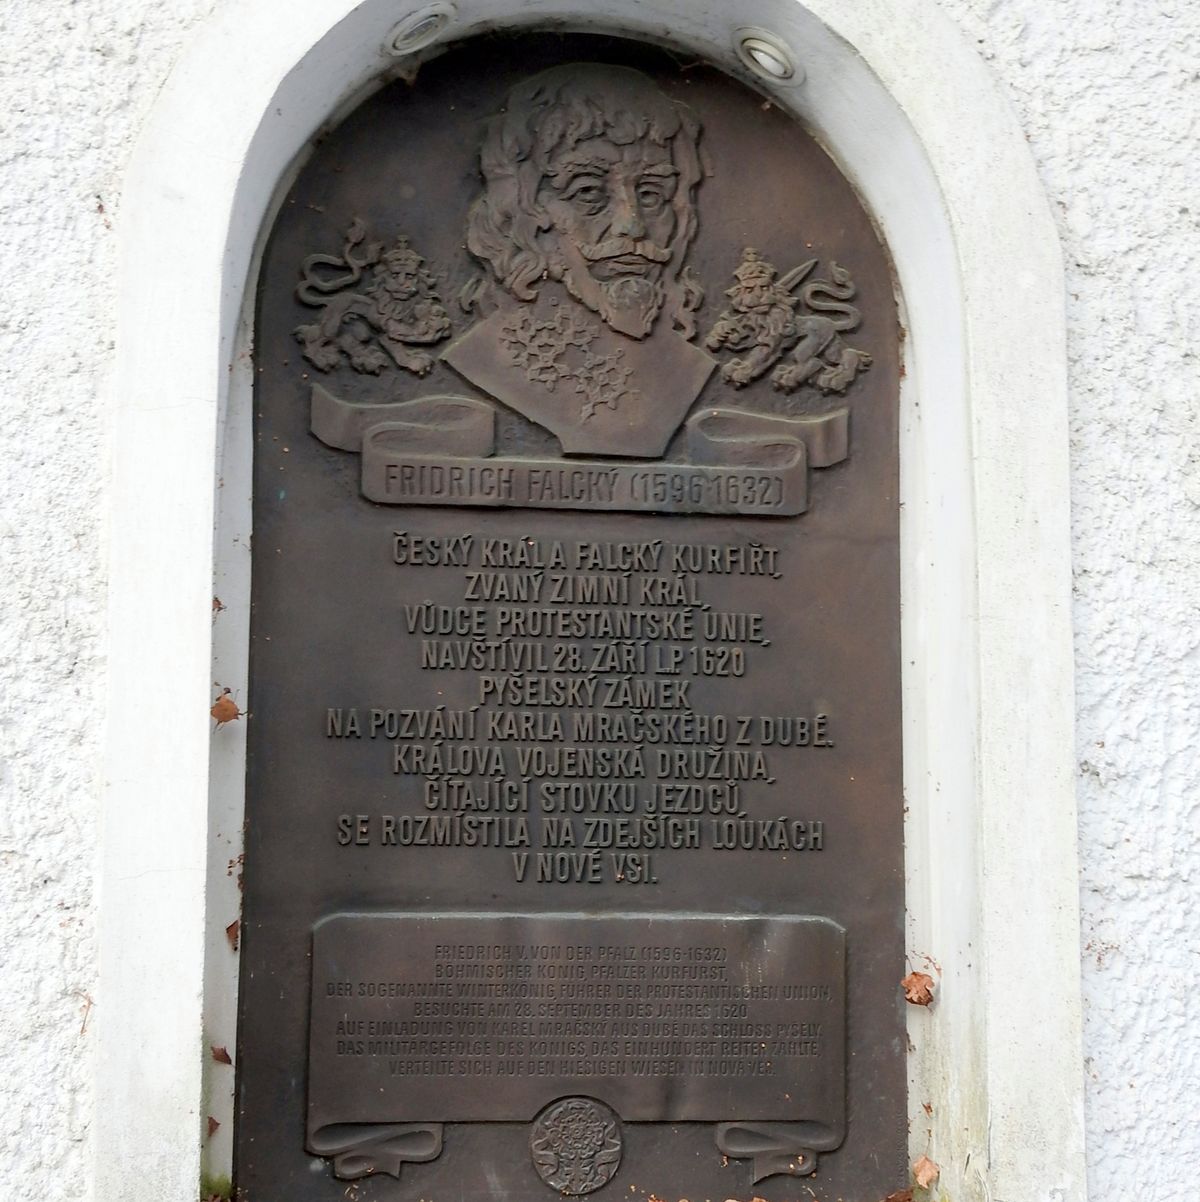 FRIDRICH FALCKÝ (1596-1632)
ČESKÝ KRÁL A FALCKÝ KURFIŘT,
ZVANÝ ZIMNÍ KRÁL,
VŮDCE PROTESTANTSKÉ UNIE,
NAVŠTÍVIL 28. ZÁŘÍ L.P. 1620
PYŠELSKÝ ZÁMEK
NA POZVÁNÍ KARLA MRAČSKÉHO Z DUBÉ.
KRÁLOVA VOJENSKÁ DRUŽINA,
ČÍTAJÍCÍ STOVKU JEZDCŮ,
SE ROZMÍSTILA NA ZDEJŠÍCH LOUKÁCH
V NOVÉ VSI.
FRIEDRICH V. VON DER PFALZ (1596-1632)
BÖHMISCHER KÖNIG, PFALZER KURFURST,
DER SOGENANNTE WINTERKÖNIG, FUHRER DER PROTESTANTISCHEN UNION,
BESUCHTE AM 28. SEPTEMBER DES JAHRES 1620
AUF EINLADUNG VON KAREL MRAČSKÝ AUS DUBÉ DAS SCHLOSS PYŠELY.
DAS MILITÄRGEFOLGE DES KÖNIGS, DAS EINHUNDERT REITER ZÄHLTE,
VERTEILTE SICH AUF DEN HIESIGEN WIESEN IN NOVA VES.